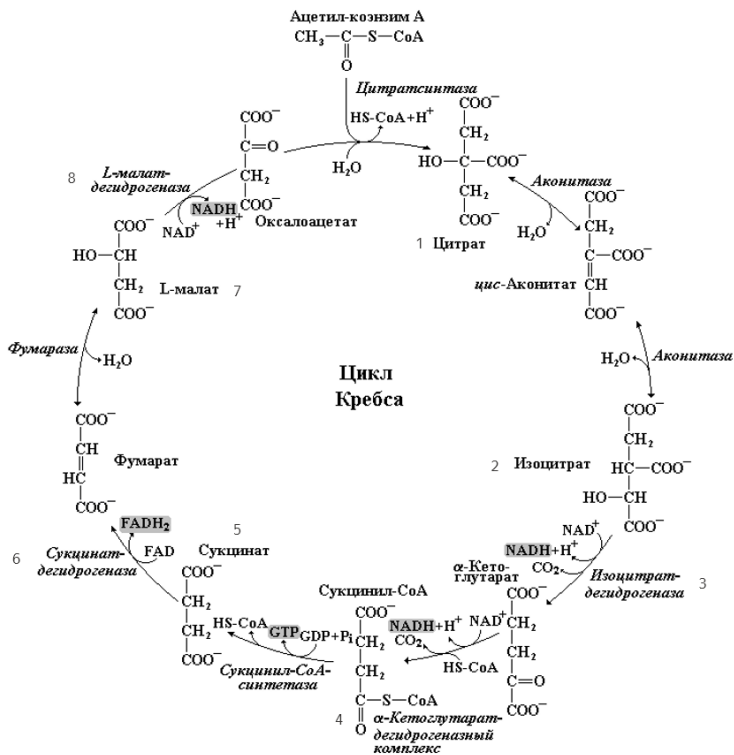 Ацетил-коэнзим А
CH₃—C—S—CoA
O
Цитратсинтаза
HS-CoA+H⁺
H₂O
COO⁻
C=O
CH₂
COO⁻
Оксалоацетат
COO⁻
CH₂
HO—C—COO⁻
CH₂
COO⁻
1 Цитрат
Аконитаза
H₂O
COO⁻
CH₂
C—COO⁻
CH
COO⁻
цис-Аконитат
H₂O
Аконитаза
COO⁻
CH₂
HC—COO⁻
HO—CH
COO⁻
2 Изоцитрат
NAD⁺
NADH+H⁺
CO₂
Изоцитрат-
дегидрогеназа
3
α-Кето-
глутарат
COO⁻
CH₂
CH₂
C=O
COO⁻
NAD⁺
NADH+H⁺
CO₂
HS-CoA
α-Кетоглутарат-
дегидрогеназный
комплекс
Сукцинил-CoA
COO⁻
CH₂
CH₂
C—S—CoA
O
4
GDP+Pi
GTP
HS-CoA
Сукцинил-CoA-
синтетаза
5
Сукцинат
COO⁻
CH₂
CH₂
COO⁻
FADH₂
FAD
6
Сукцинат-
дегидрогеназа
Фумарат
COO⁻
CH
HC
COO⁻
Фумараза
H₂O
L-малат 7
COO⁻
HO—CH
CH₂
COO⁻
8
L-малат-
дегидрогеназа
NAD⁺
NADH
+H⁺
Цикл
Кребса